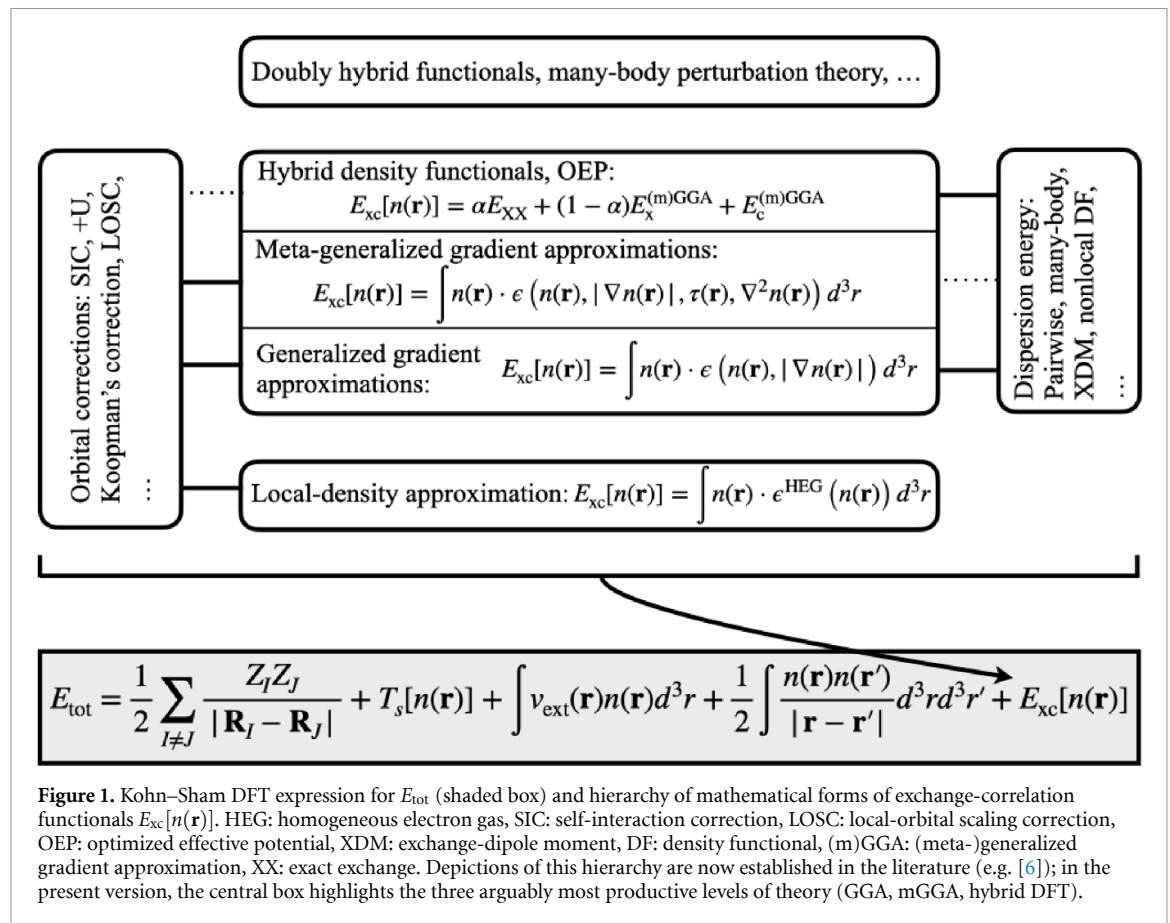 Doubly hybrid functionals, many-body perturbation theory, …
Orbital corrections: SIC, +U,
Koopman's correction, LOSC,
…
Hybrid density functionals, OEP:
E_xc[n(𝐫)] = αE_XX + (1 − α)E_x^(m)GGA + E_c^(m)GGA
Meta-generalized gradient approximations:
E_xc[n(𝐫)] = ∫ n(𝐫) · ϵ (n(𝐫), |∇n(𝐫)|, τ(𝐫), ∇²n(𝐫)) d³r
Generalized gradient
approximations:
E_xc[n(𝐫)] = ∫ n(𝐫) · ϵ (n(𝐫), |∇n(𝐫)|) d³r
Dispersion energy:
Pairwise, many-body,
XDM, nonlocal DF,
…
Local-density approximation: E_xc[n(𝐫)] = ∫ n(𝐫) · ϵ^HEG (n(𝐫)) d³r
E_tot = 1/2 ∑_{I≠J} Z_I Z_J / |𝐑_I − 𝐑_J| + T_s[n(𝐫)] + ∫ v_ext(𝐫)n(𝐫)d³r + 1/2 ∫ n(𝐫)n(𝐫′) / |𝐫 − 𝐫′| d³rd³r′ + E_xc[n(𝐫)]
Figure 1. Kohn–Sham DFT expression for E_tot (shaded box) and hierarchy of mathematical forms of exchange-correlation
functionals E_xc[n(𝐫)]. HEG: homogeneous electron gas, SIC: self-interaction correction, LOSC: local-orbital scaling correction,
OEP: optimized effective potential, XDM: exchange-dipole moment, DF: density functional, (m)GGA: (meta-)generalized
gradient approximation, XX: exact exchange. Depictions of this hierarchy are now established in the literature (e.g. [6]); in the
present version, the central box highlights the three arguably most productive levels of theory (GGA, mGGA, hybrid DFT).